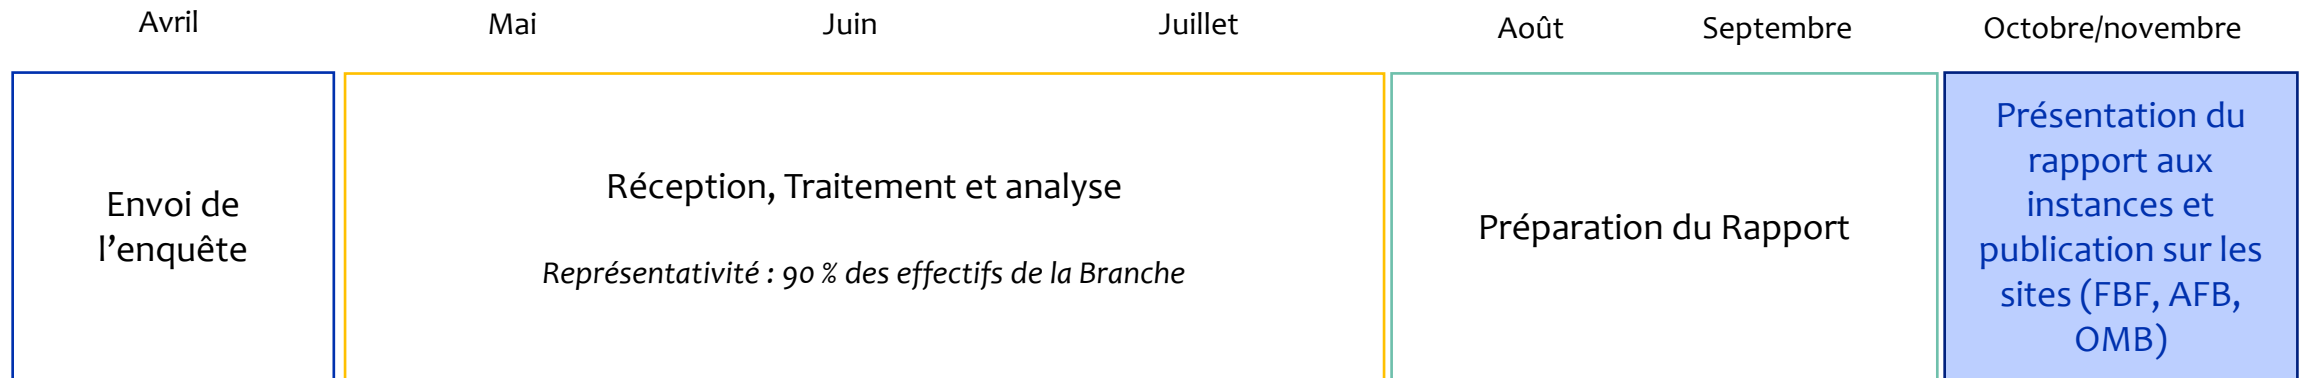 Avril
Mai
Juin
Juillet
Août
Septembre
Octobre/novembre
Envoi de
l’enquête
Réception, Traitement et analyse
Représentativité : 90 % des effectifs de la Branche
Préparation du Rapport
Présentation du
rapport aux
instances et
publication sur les
sites (FBF, AFB,
OMB)